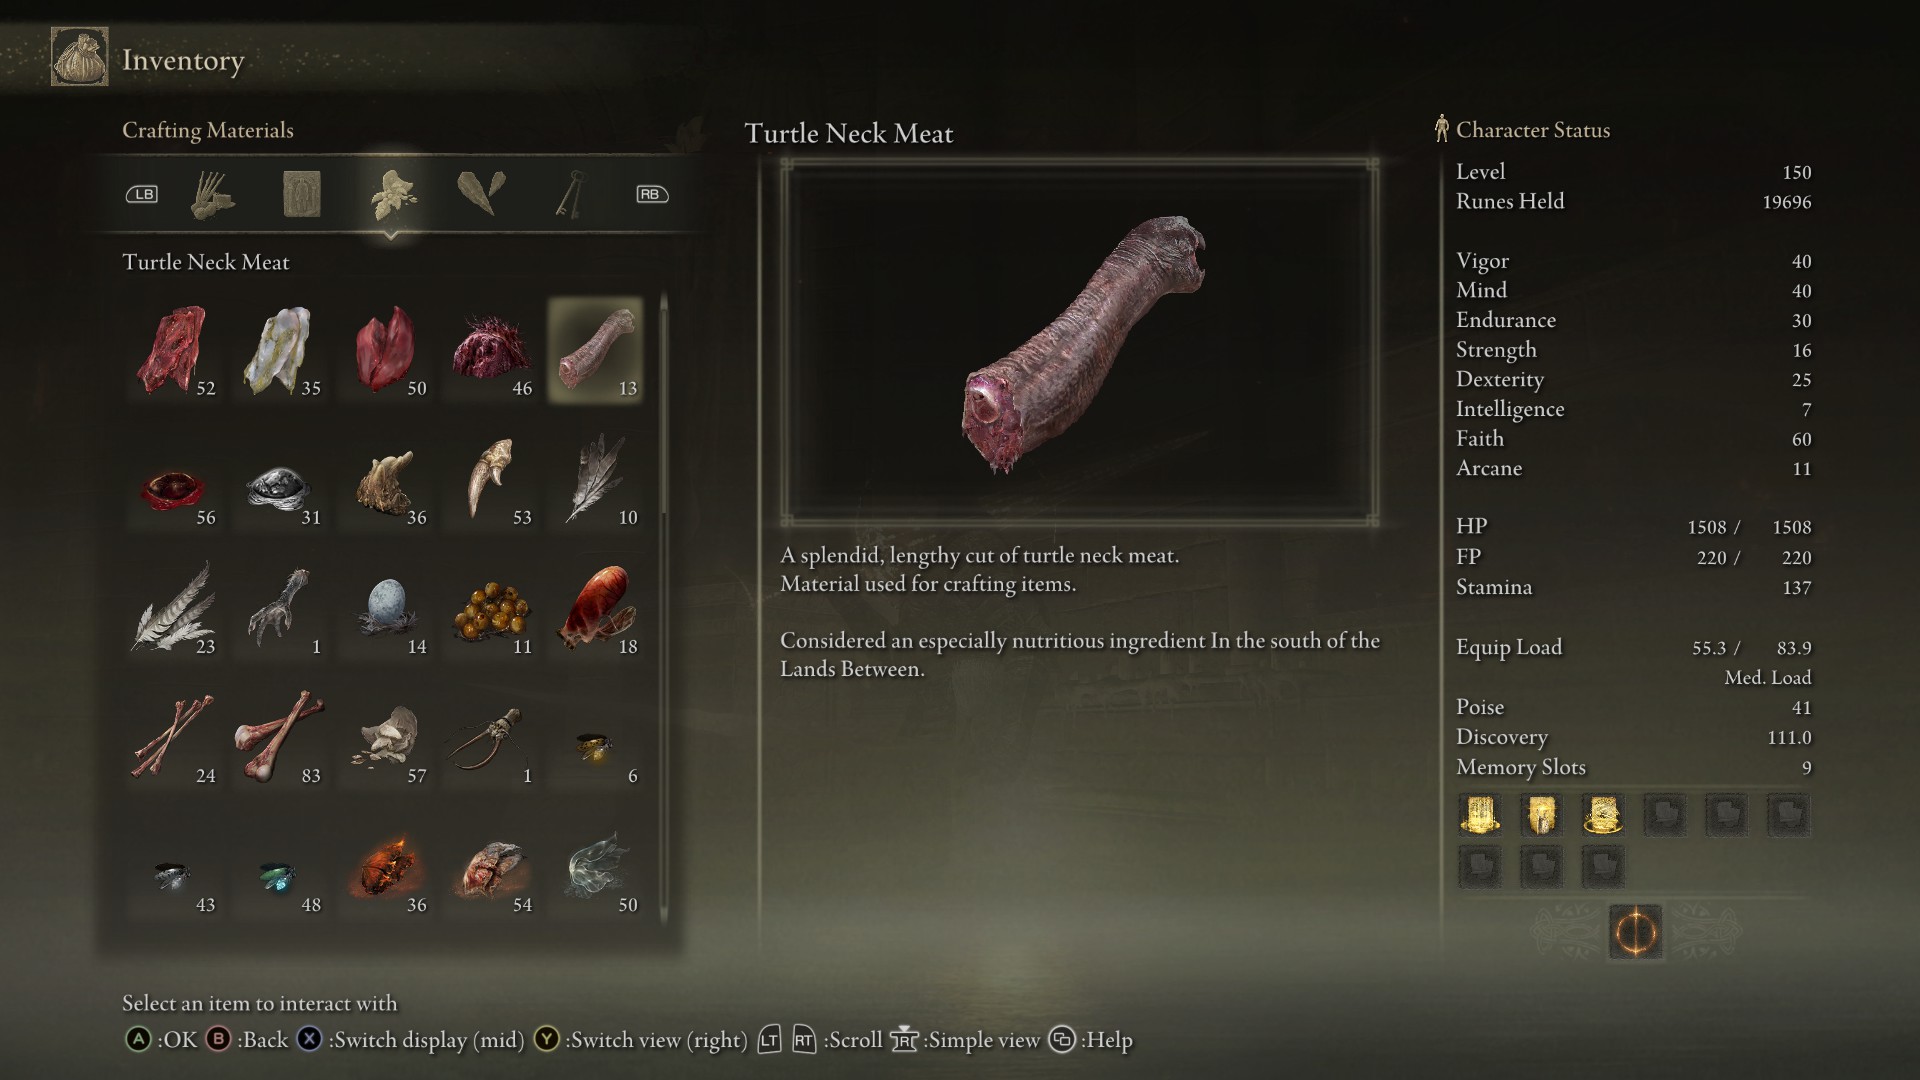 Inventory
Crafting Materials
LB
RB
Turtle Neck Meat
52 35 50 46 13
56 31 36 53 10
23 1 14 11 18
24 83 57 1 6
43 48 36 54 50
Turtle Neck Meat
A splendid, lengthy cut of turtle neck meat.
Material used for crafting items.
Considered an especially nutritious ingredient In the south of the
Lands Between.
Character Status
Level 150
Runes Held 19696
Vigor 40
Mind 40
Endurance 30
Strength 16
Dexterity 25
Intelligence 7
Faith 60
Arcane 11
HP 1508 / 1508
FP 220 / 220
Stamina 137
Equip Load 55.3 / 83.9
Med. Load
Poise 41
Discovery 111.0
Memory Slots 9
Select an item to interact with
A :OK B :Back X :Switch display (mid) Y :Switch view (right) LT RT :Scroll R :Simple view :Help